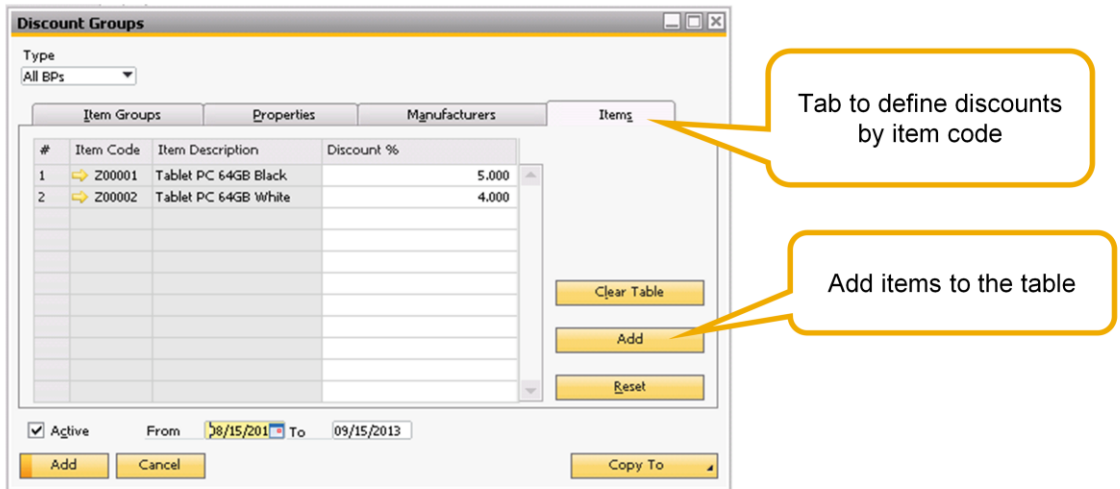 Discount Groups
Type
All BPs
Item Groups Properties Manufacturers Items
# Item Code Item Description Discount %
1 Z00001 Tablet PC 64GB Black 5.000
2 Z00002 Tablet PC 64GB White 4.000
Clear Table
Add
Reset
Active From 08/15/201 To 09/15/2013
Add Cancel Copy To
Tab to define discounts
by item code
Add items to the table